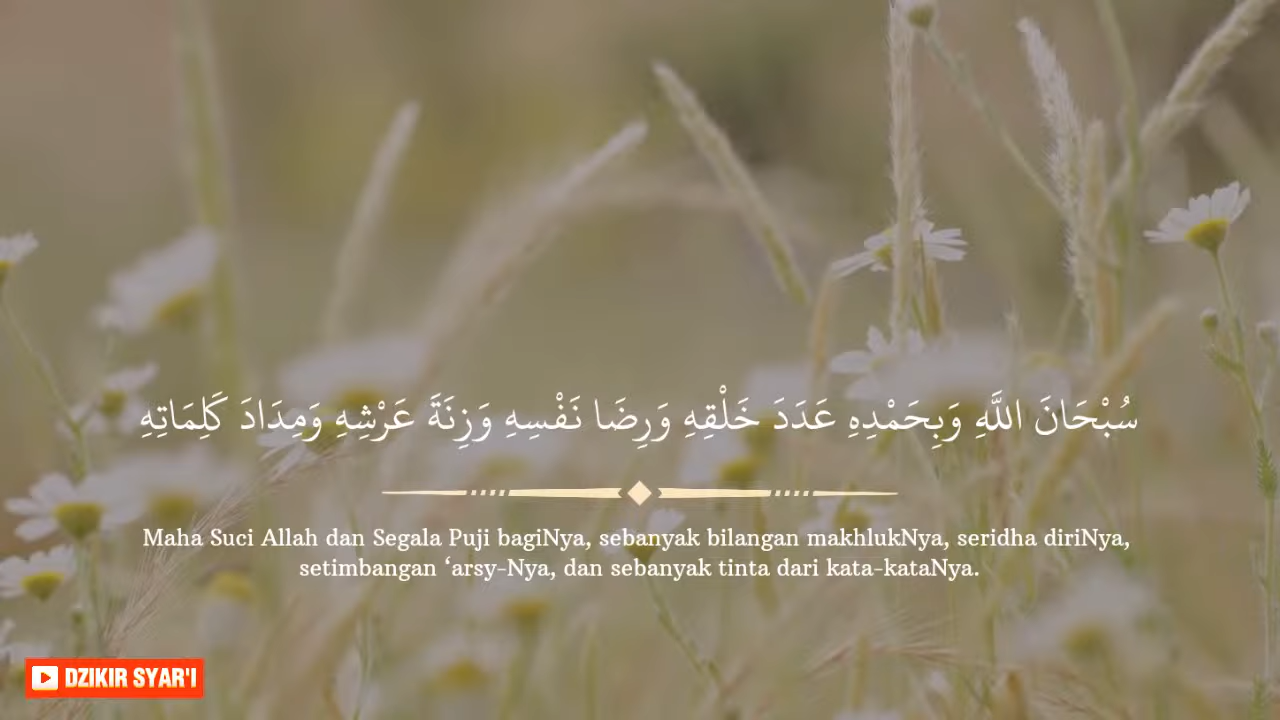 سُبْحَانَ اللَّهِ وَبِحَمْدِهِ عَدَدَ خَلْقِهِ وَرِضَا نَفْسِهِ وَزِنَةَ عَرْشِهِ وَمِدَادَ كَلِمَاتِهِ
Maha Suci Allah dan Segala Puji bagiNya, sebanyak bilangan makhlukNya, seridha diriNya,
setimbangan ‘arsy-Nya, dan sebanyak tinta dari kata-kataNya.
DZIKIR SYAR'I